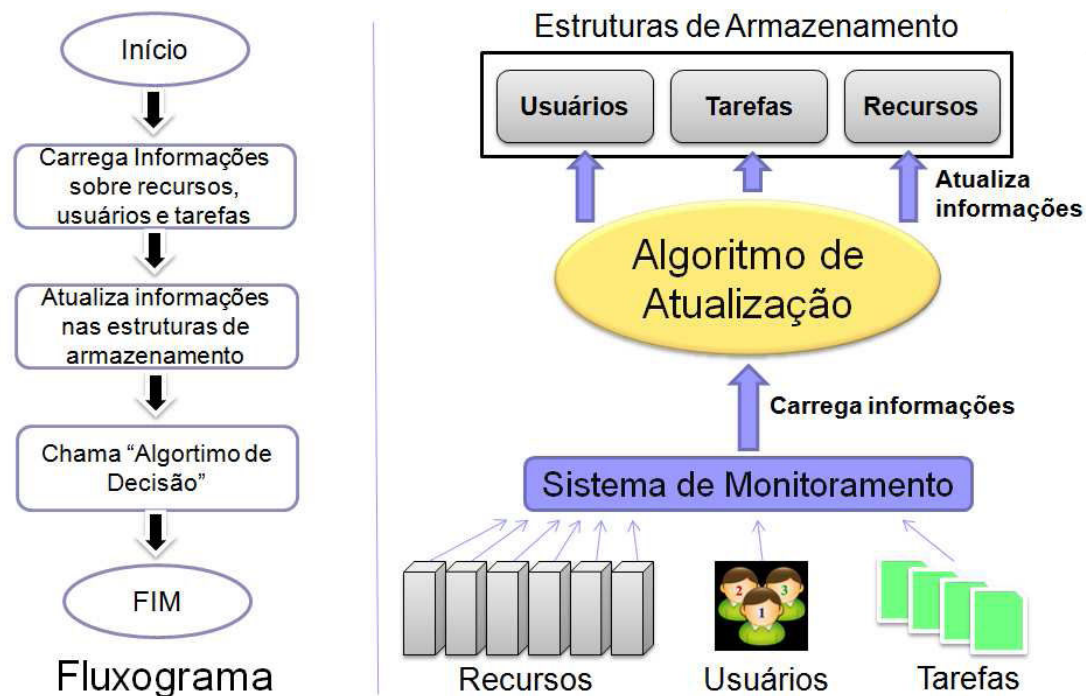 Início
Carrega Informações
sobre recursos,
usuários e tarefas
Atualiza informações
nas estruturas de
armazenamento
Chama “Algortimo de
Decisão”
FIM
Fluxograma
Estruturas de Armazenamento
Usuários
Tarefas
Recursos
Atualiza
informações
Algoritmo de
Atualização
Carrega informações
Sistema de Monitoramento
2
3
1
Recursos
Usuários
Tarefas